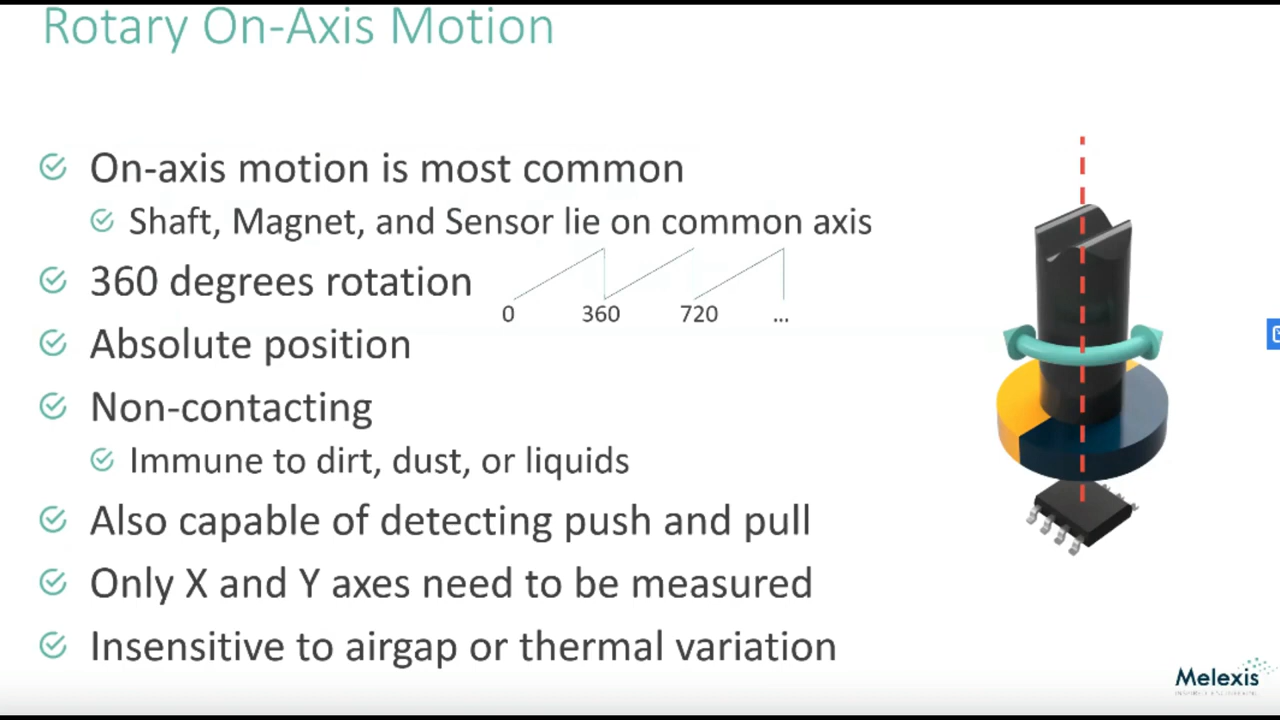 Rotary On-Axis Motion
On-axis motion is most common
Shaft, Magnet, and Sensor lie on common axis
360 degrees rotation
0 360 720 ...
Absolute position
Non-contacting
Immune to dirt, dust, or liquids
Also capable of detecting push and pull
Only X and Y axes need to be measured
Insensitive to airgap or thermal variation
Melexis